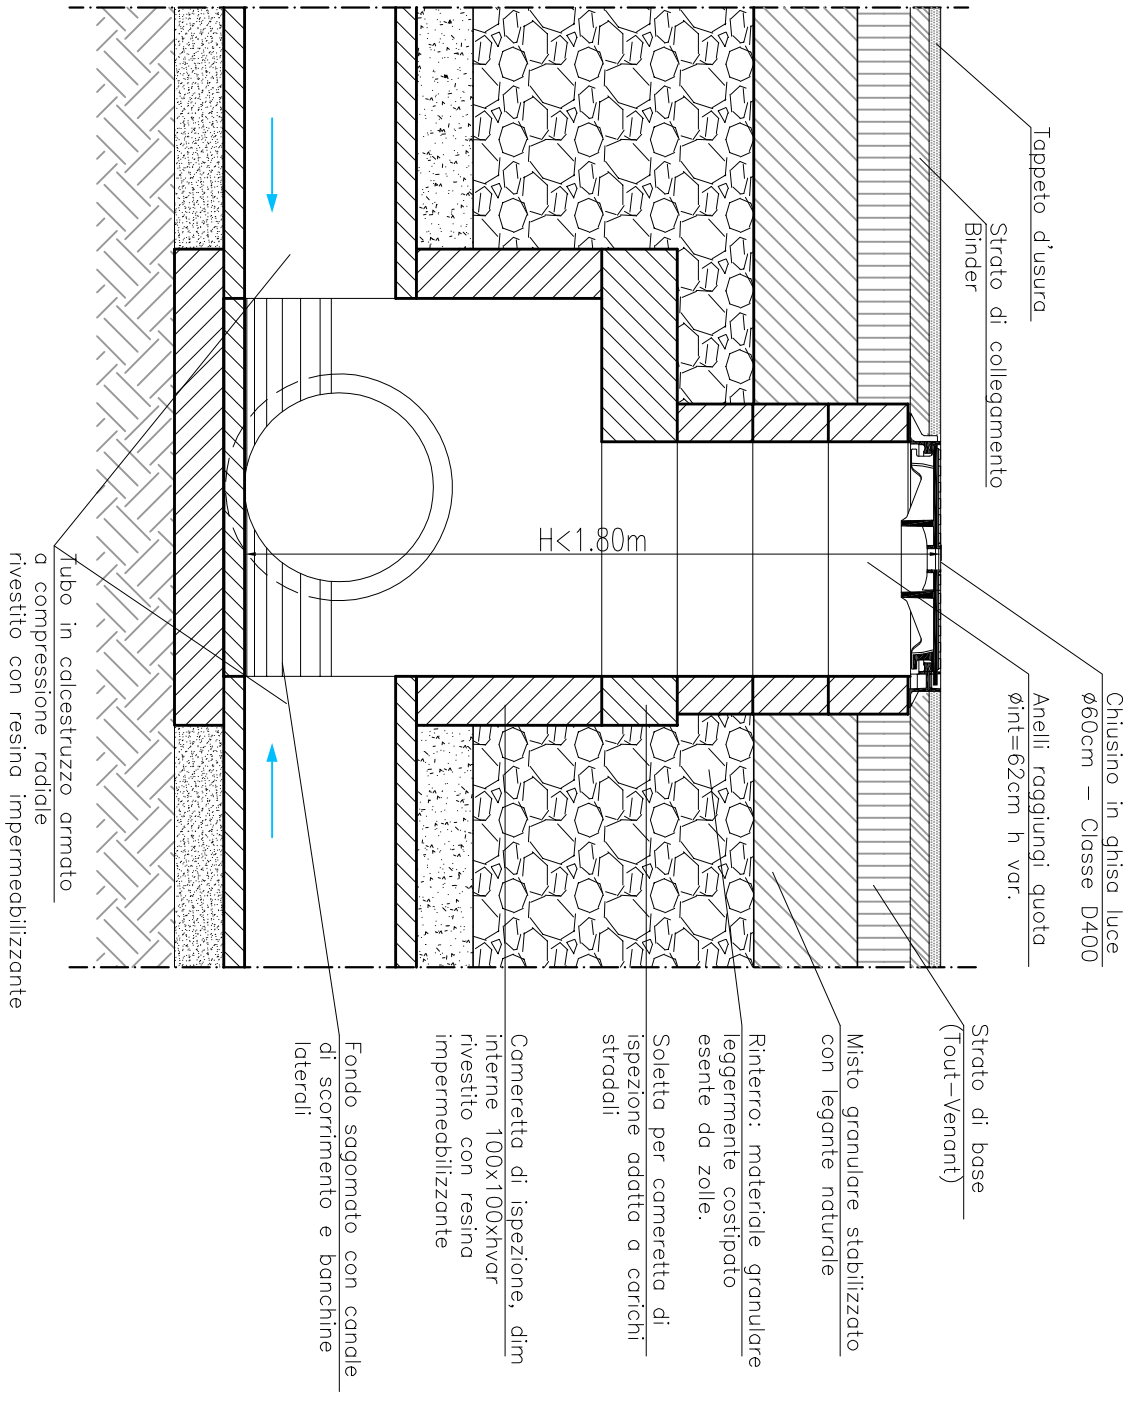 Chiusino in ghisa luce
ø60cm – Classe D400
Anelli raggiungi quota
øint=62cm h var.
Tappeto d'usura
Strato di collegamento
Binder
Strato di base
(Tout–Venant)
Misto granulare stabilizzato
con legante naturale
Rinterro: materiale granulare
leggermente costipato
esente da zolle.
Soletta per cameretta di
ispezione adatta a carichi
stradali
H<1.80m
Cameretta di ispezione, dim
interne 100x100xhvar
rivestito con resina
impermeabilizzante
Fondo sagomato con canale
di scorrimento e banchine
laterali
Tubo in calcestruzzo armato
a compressione radiale
rivestito con resina impermeabilizzante